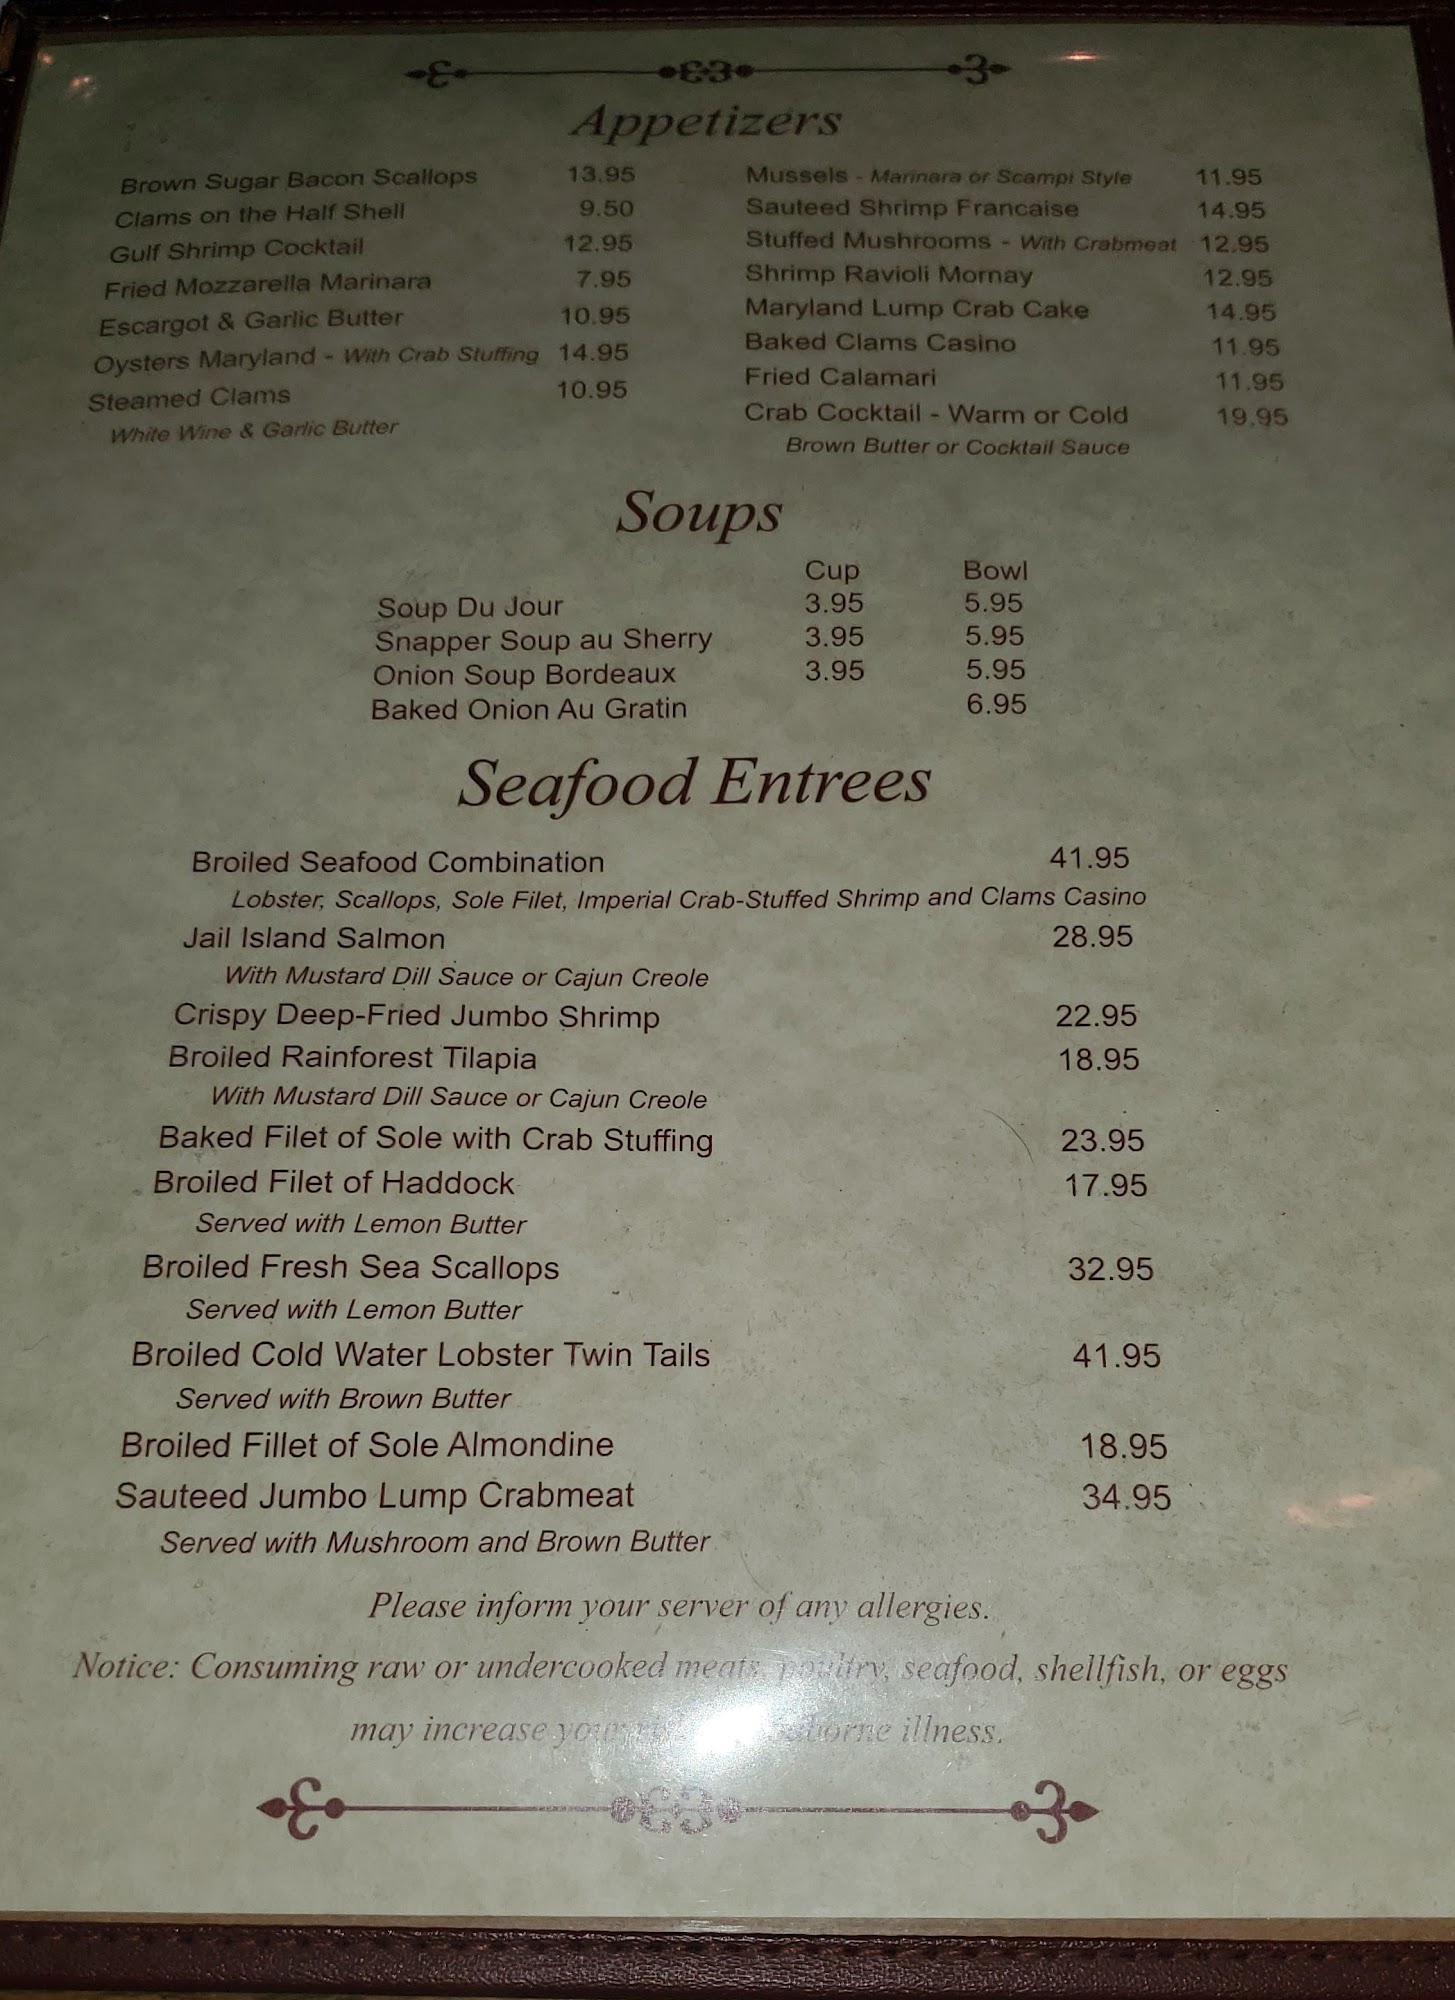 Appetizers
Brown Sugar Bacon Scallops 13.95
Clams on the Half Shell 9.50
Gulf Shrimp Cocktail 12.95
Fried Mozzarella Marinara 7.95
Escargot & Garlic Butter 10.95
Oysters Maryland - With Crab Stuffing 14.95
Steamed Clams 10.95
White Wine & Garlic Butter
Mussels - Marinara or Scampi Style 11.95
Sauteed Shrimp Francaise 14.95
Stuffed Mushrooms - With Crabmeat 12.95
Shrimp Ravioli Mornay 12.95
Maryland Lump Crab Cake 14.95
Baked Clams Casino 11.95
Fried Calamari 11.95
Crab Cocktail - Warm or Cold 19.95
Brown Butter or Cocktail Sauce
Soups
Cup Bowl
Soup Du Jour 3.95 5.95
Snapper Soup au Sherry 3.95 5.95
Onion Soup Bordeaux 3.95 5.95
Baked Onion Au Gratin 6.95
Seafood Entrees
Broiled Seafood Combination 41.95
Lobster, Scallops, Sole Filet, Imperial Crab-Stuffed Shrimp and Clams Casino
Jail Island Salmon 28.95
With Mustard Dill Sauce or Cajun Creole
Crispy Deep-Fried Jumbo Shrimp 22.95
Broiled Rainforest Tilapia 18.95
With Mustard Dill Sauce or Cajun Creole
Baked Filet of Sole with Crab Stuffing 23.95
Broiled Filet of Haddock 17.95
Served with Lemon Butter
Broiled Fresh Sea Scallops 32.95
Served with Lemon Butter
Broiled Cold Water Lobster Twin Tails 41.95
Served with Brown Butter
Broiled Fillet of Sole Almondine 18.95
Sauteed Jumbo Lump Crabmeat 34.95
Served with Mushroom and Brown Butter
Please inform your server of any allergies.
Notice: Consuming raw or undercooked meats, poultry, seafood, shellfish, or eggs
may increase your illness.